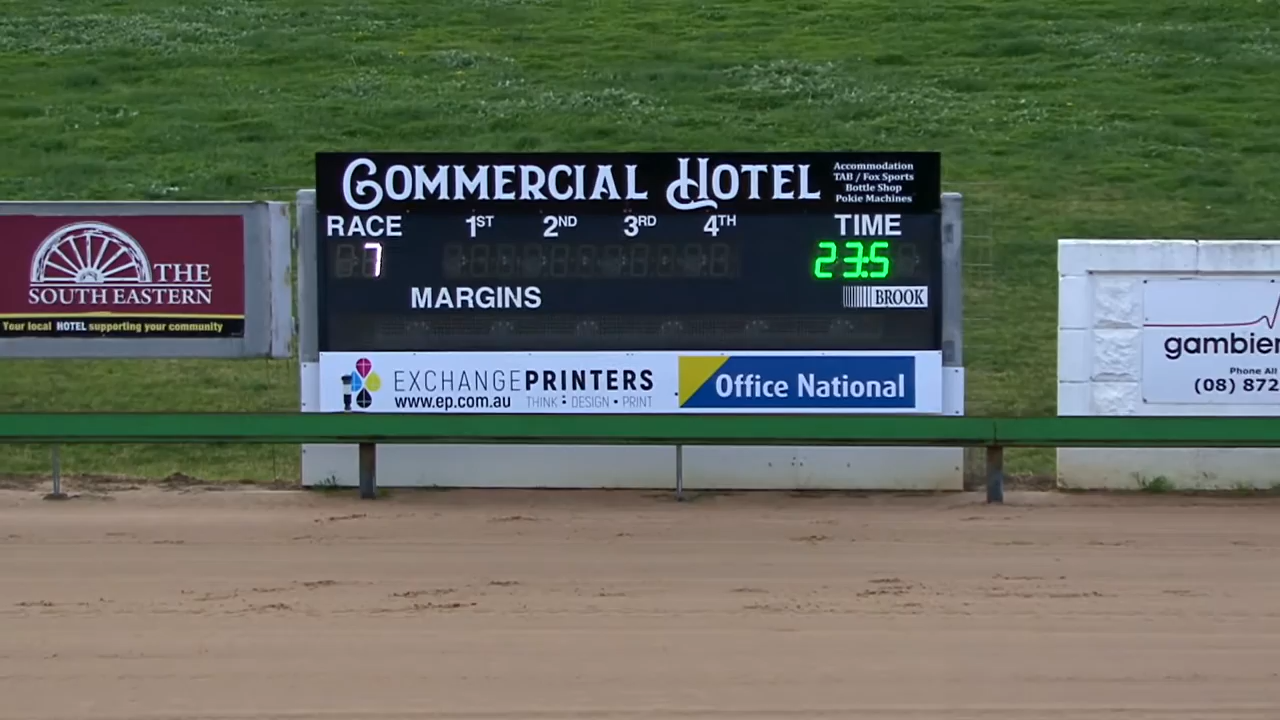 COMMERCIAL HOTEL
Accommodation
TAB / Fox Sports
Bottle Shop
Pokie Machines
RACE 1ST 2ND 3RD 4TH TIME
7 23.5
MARGINS
BROOK
THE
SOUTH EASTERN
Your local HOTEL supporting your community
EXCHANGEPRINTERS
www.ep.com.au THINK : DESIGN • PRINT
Office National
gambier
Phone All
(08) 872